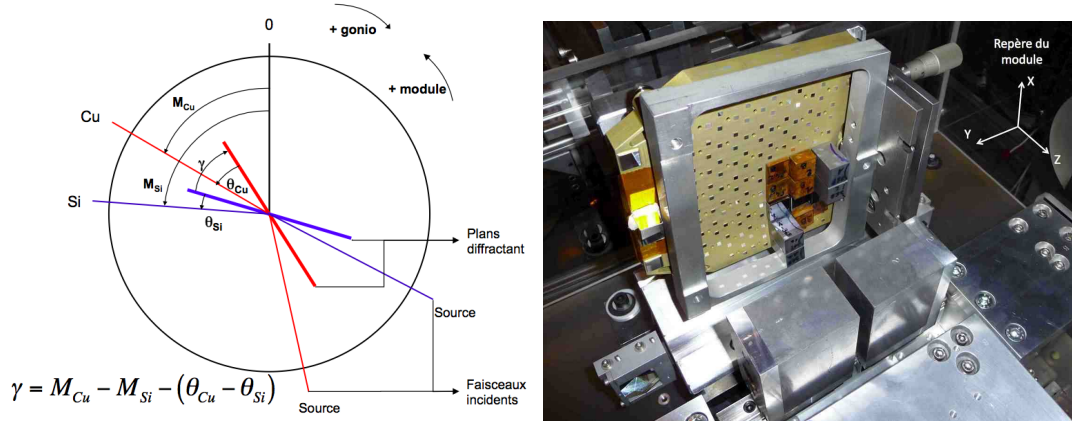 0
+ gonio
+ module
M_Cu
Cu
γ
M_Si
θ_Cu
Si
θ_Si
Plans
diffractant
Source
γ = M_Cu − M_Si − (θ_Cu − θ_Si)
Source
Faisceaux
incidents
Repère du
module
X
Y
Z